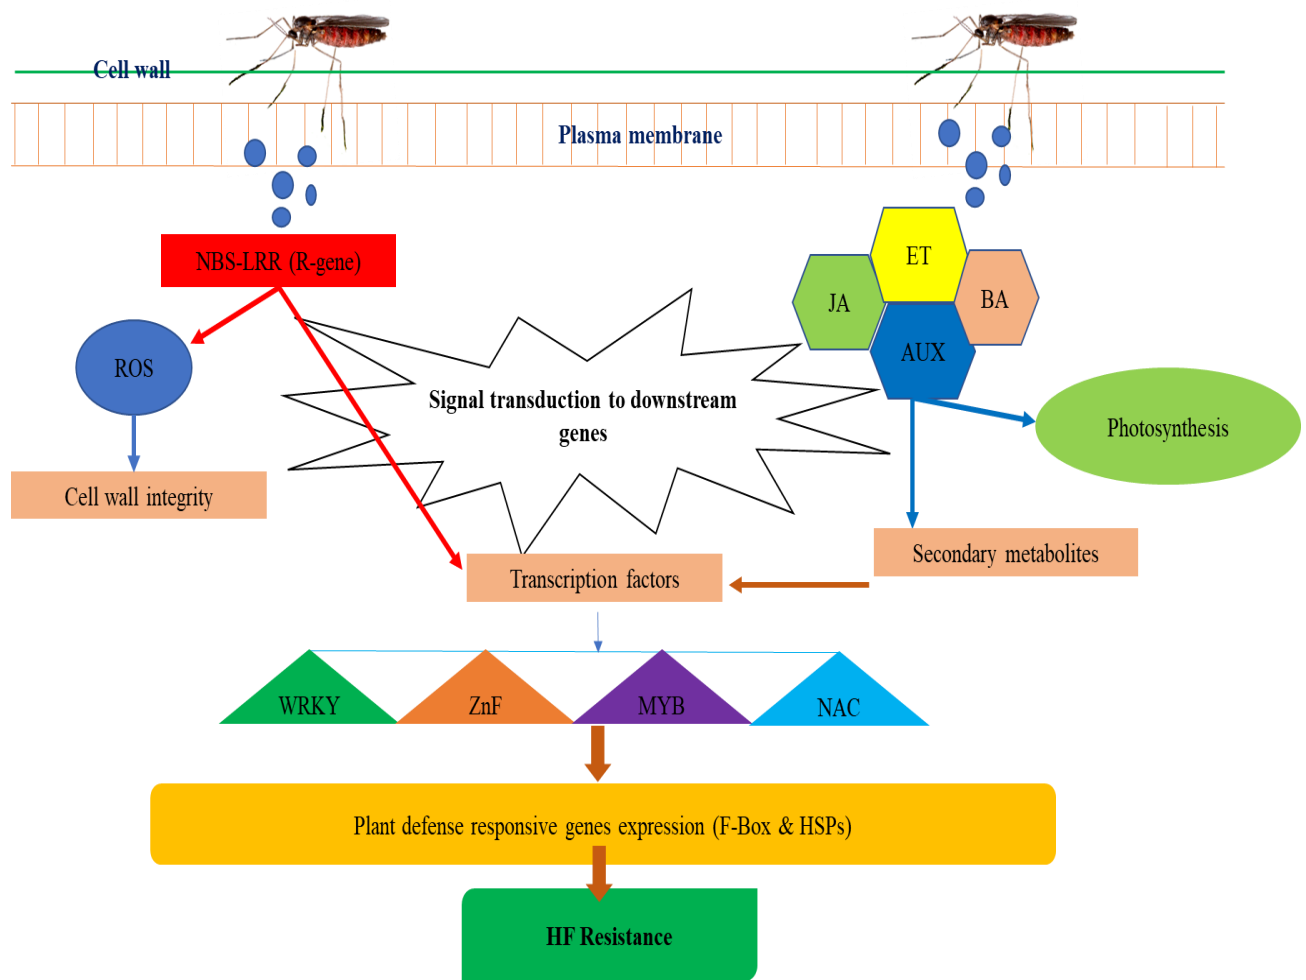 Cell wall
Plasma membrane
NBS-LRR (R-gene)
ET
JA
BA
AUX
ROS
Signal transduction to downstream
genes
Photosynthesis
Cell wall integrity
Secondary metabolites
Transcription factors
WRKY
ZnF
MYB
NAC
Plant defense responsive genes expression (F-Box & HSPs)
HF Resistance